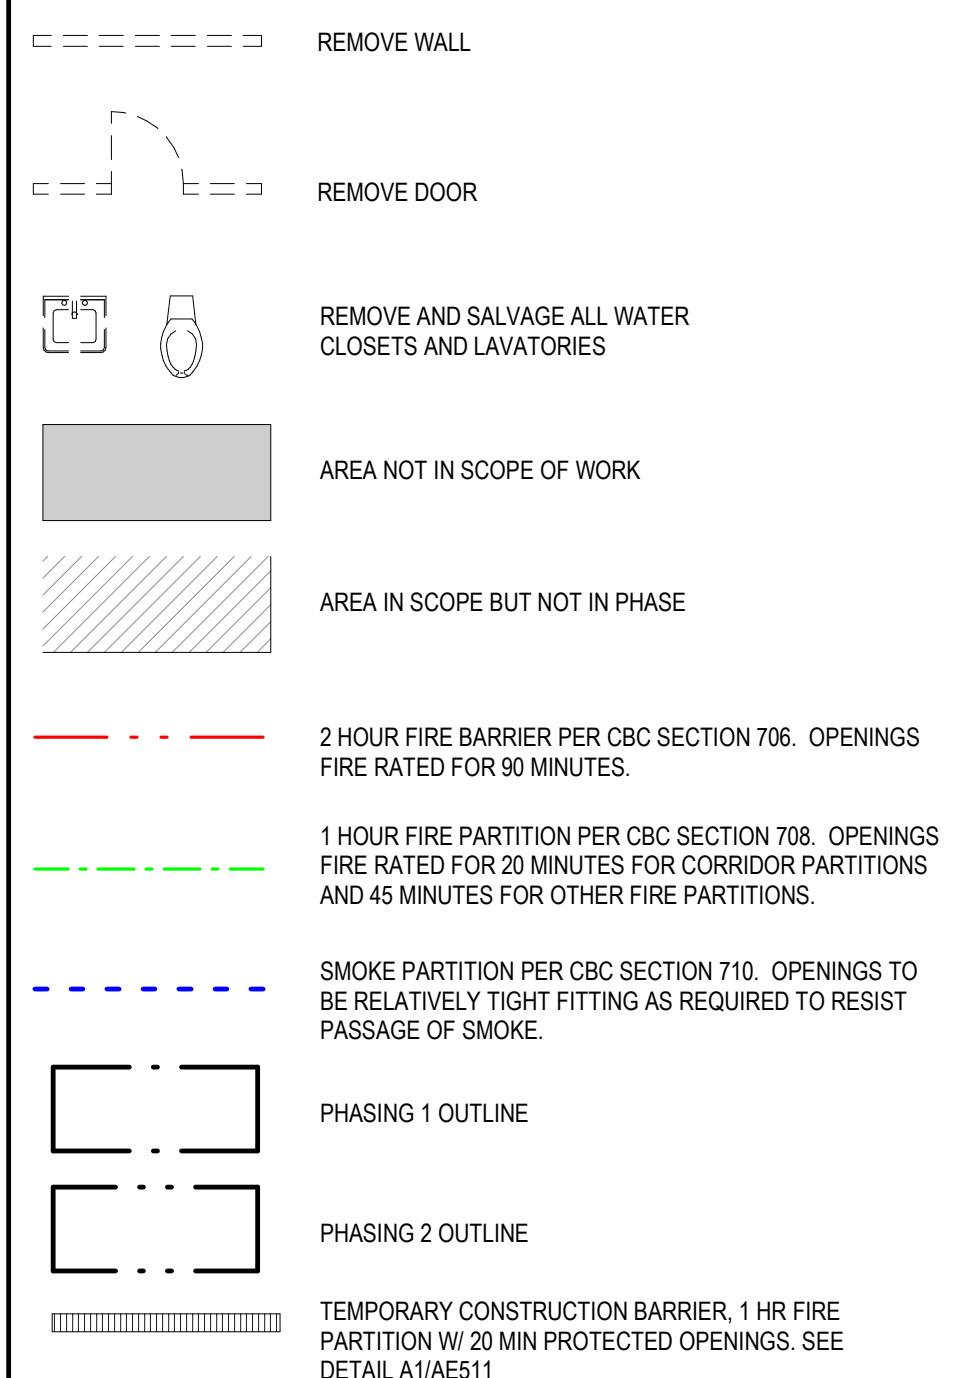 REMOVE WALL
REMOVE DOOR
REMOVE AND SALVAGE ALL WATER
CLOSETS AND LAVATORIES
AREA NOT IN SCOPE OF WORK
AREA IN SCOPE BUT NOT IN PHASE
2 HOUR FIRE BARRIER PER CBC SECTION 706.  OPENINGS
FIRE RATED FOR 90 MINUTES.
1 HOUR FIRE PARTITION PER CBC SECTION 708.  OPENINGS
FIRE RATED FOR 20 MINUTES FOR CORRIDOR PARTITIONS
AND 45 MINUTES FOR OTHER FIRE PARTITIONS.
SMOKE PARTITION PER CBC SECTION 710.  OPENINGS TO
BE RELATIVELY TIGHT FITTING AS REQUIRED TO RESIST
PASSAGE OF SMOKE.
PHASING 1 OUTLINE
PHASING 2 OUTLINE
TEMPORARY CONSTRUCTION BARRIER, 1 HR FIRE
PARTITION W/ 20 MIN PROTECTED OPENINGS. SEE
DETAIL A1/AE511